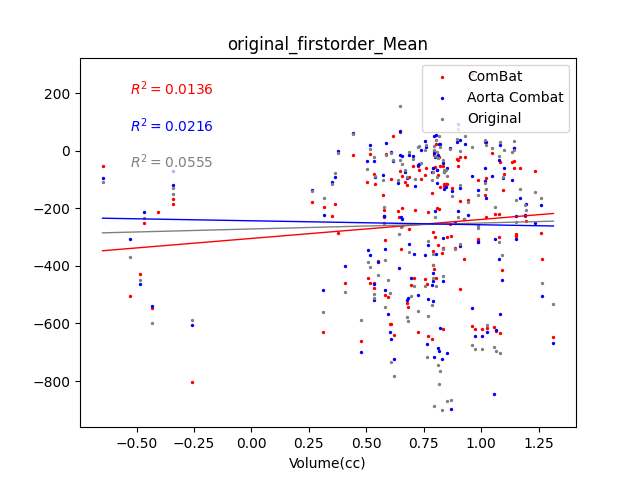 original_firstorder_Mean
R² = 0.0136
R² = 0.0216
R² = 0.0555
ComBat
Aorta Combat
Original
200
0
−200
−400
−600
−800
−0.50 −0.25 0.00 0.25 0.50 0.75 1.00 1.25
Volume(cc)